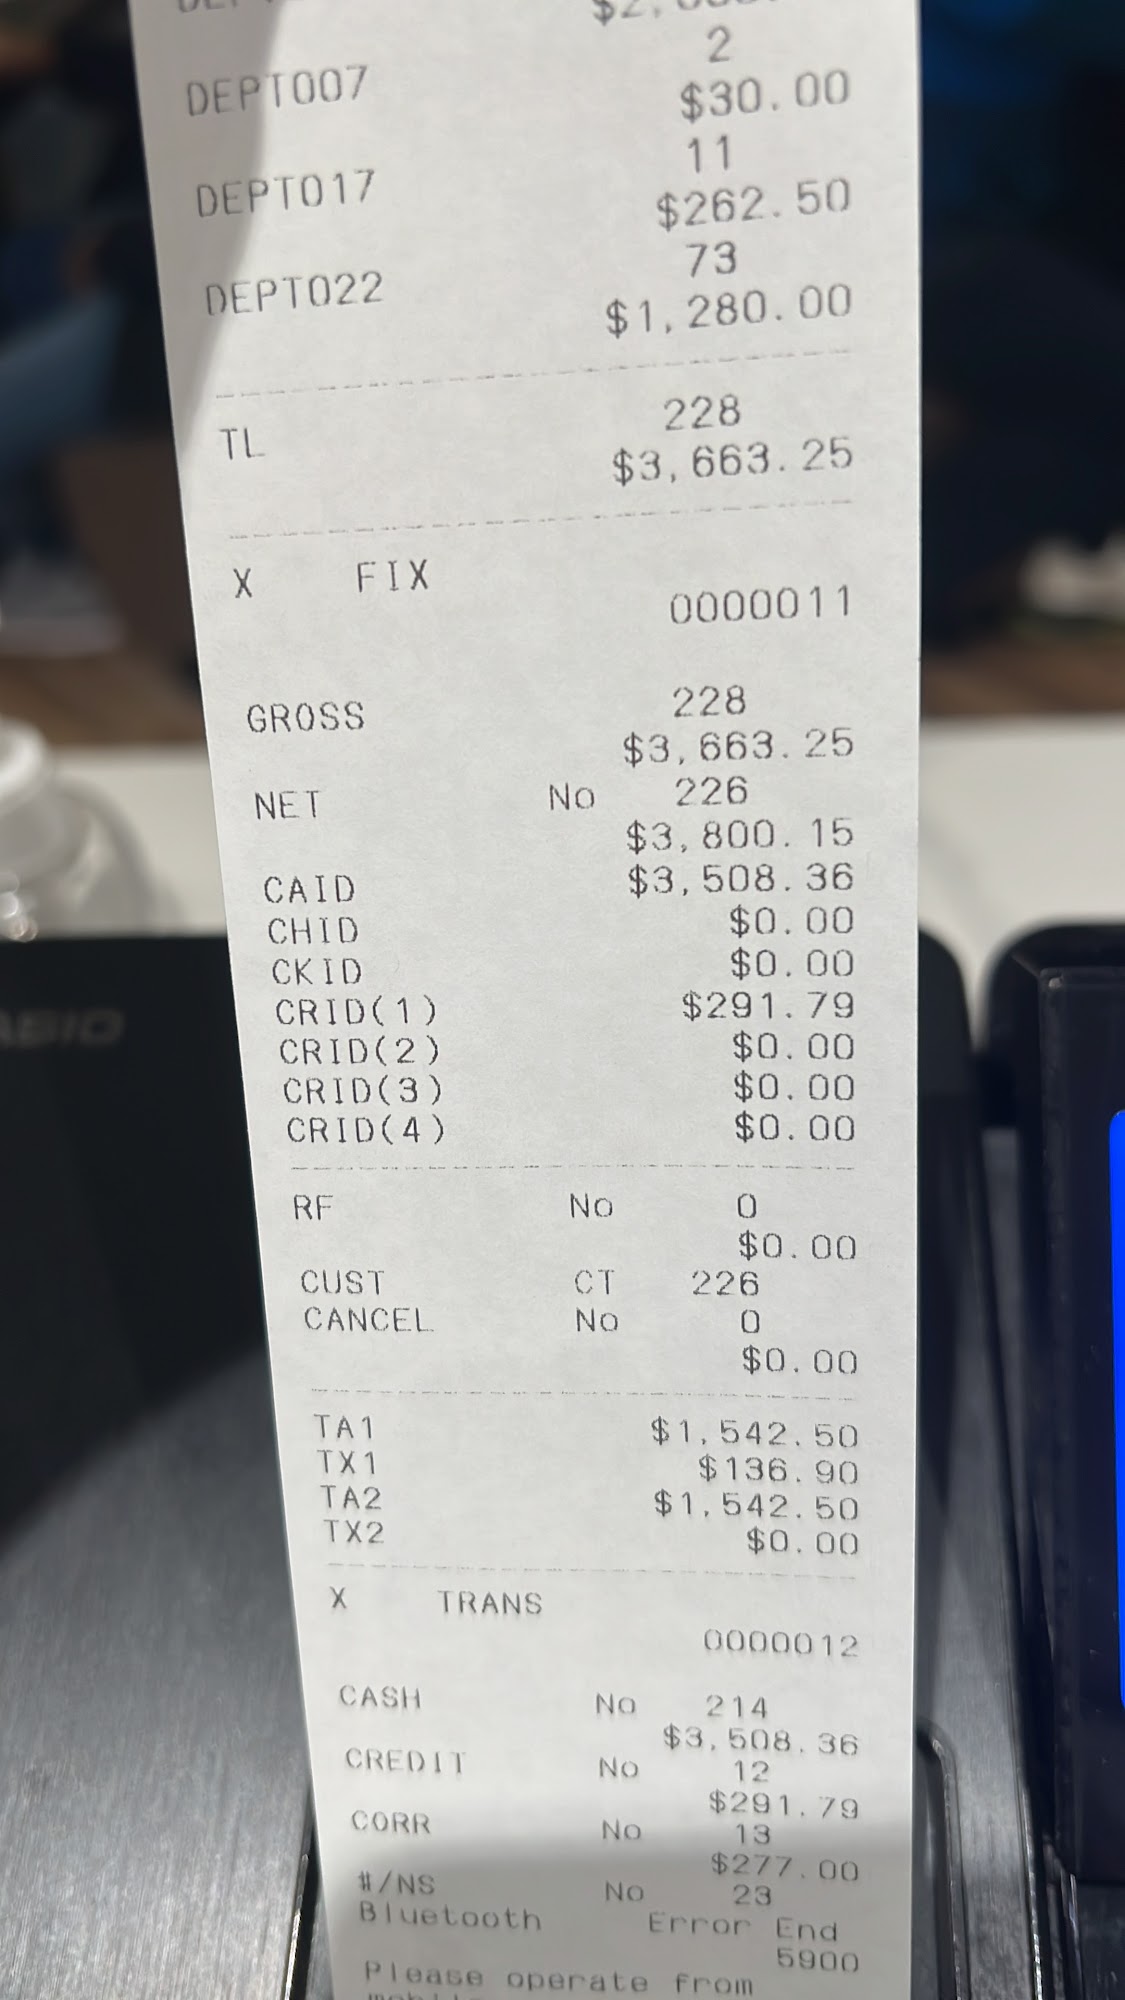 2
DEPT007 $30.00
11
DEPT017 $262.50
73
DEPT022 $1,280.00
TL 228
$3,663.25
X FIX
0000011
GROSS 228
$3,663.25
NET No 226
$3,800.15
CAID $3,508.36
CHID $0.00
CKID $0.00
CRID(1) $291.79
CRID(2) $0.00
CRID(3) $0.00
CRID(4) $0.00
RF No 0
$0.00
CUST CT 226
CANCEL No 0
$0.00
TA1 $1,542.50
TX1 $136.90
TA2 $1,542.50
TX2 $0.00
X TRANS
0000012
CASH No 214
$3,508.36
CREDIT No 12
$291.79
CORR No 13
$277.00
#/NS No 23
Bluetooth Error End
5900
Please operate from